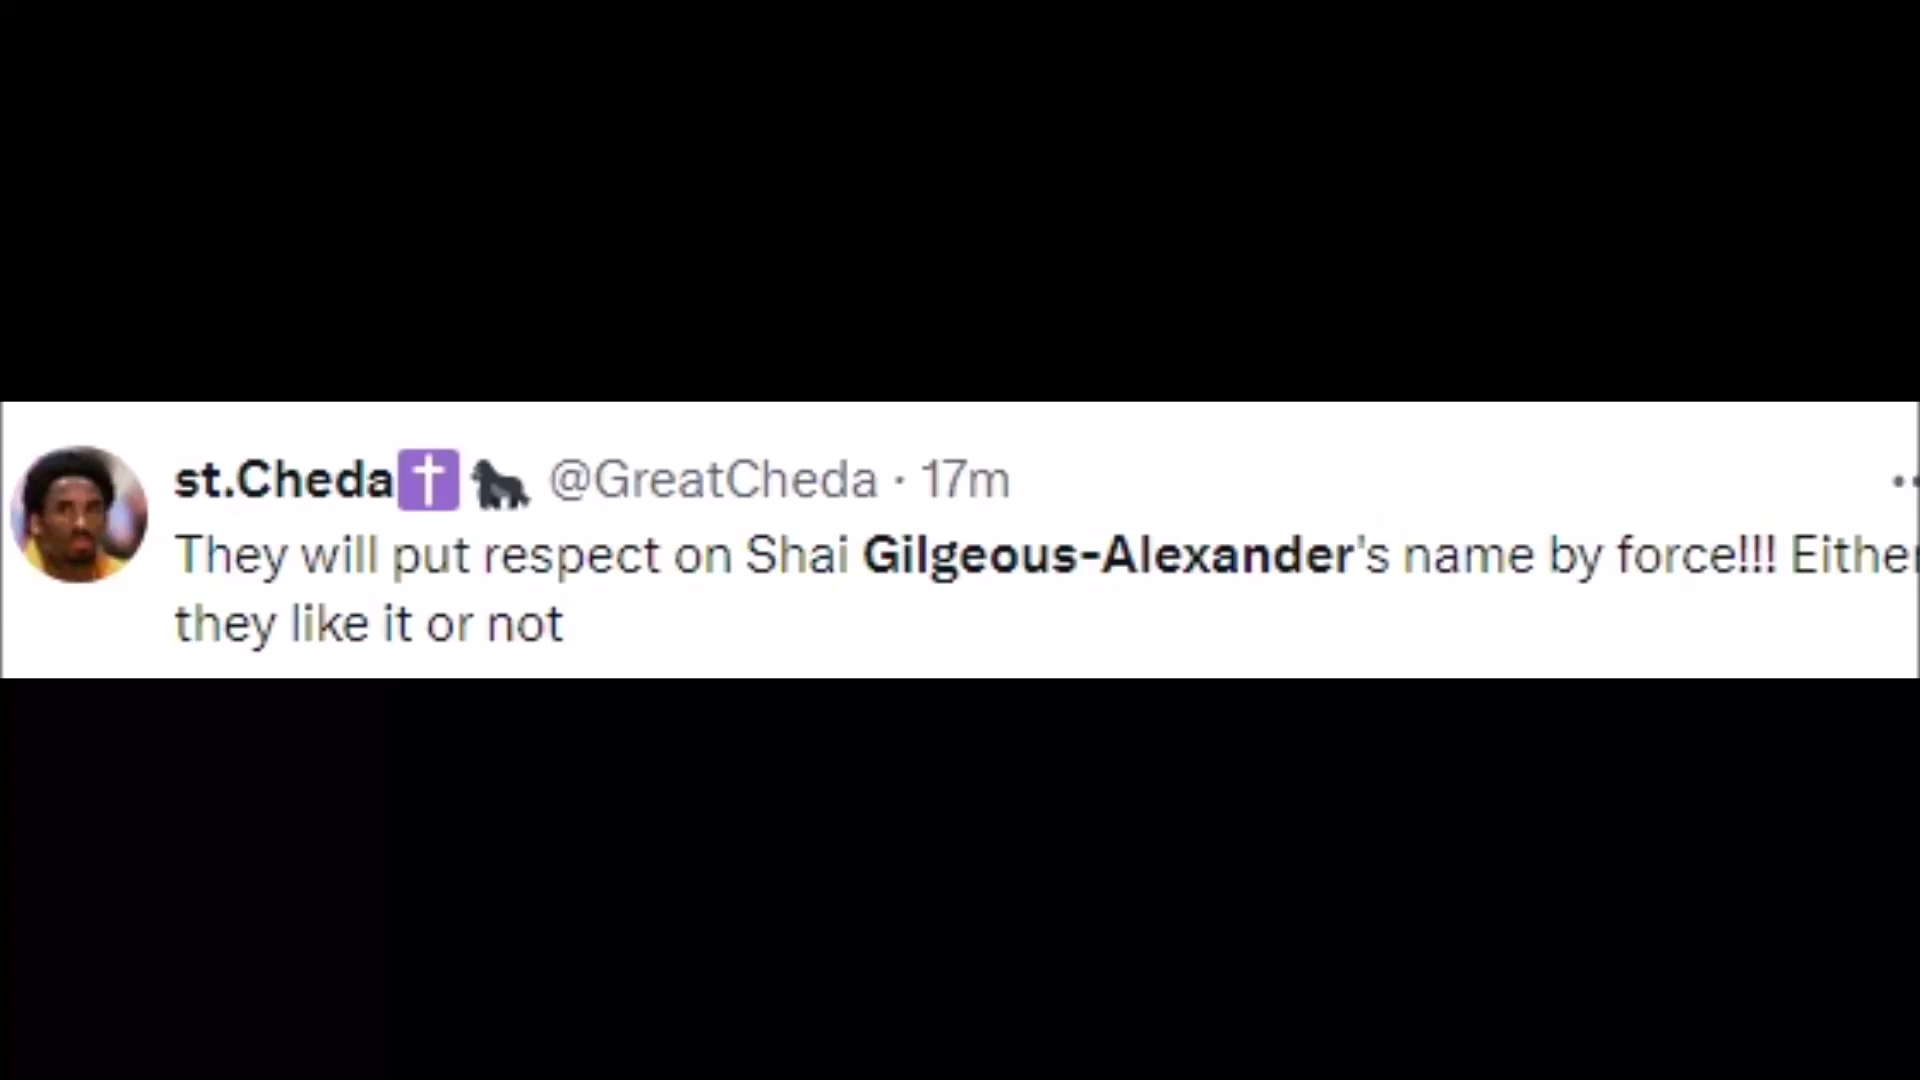 st.Cheda✝️🦍 @GreatCheda · 17m
They will put respect on Shai Gilgeous-Alexander's name by force!!! Either
they like it or not